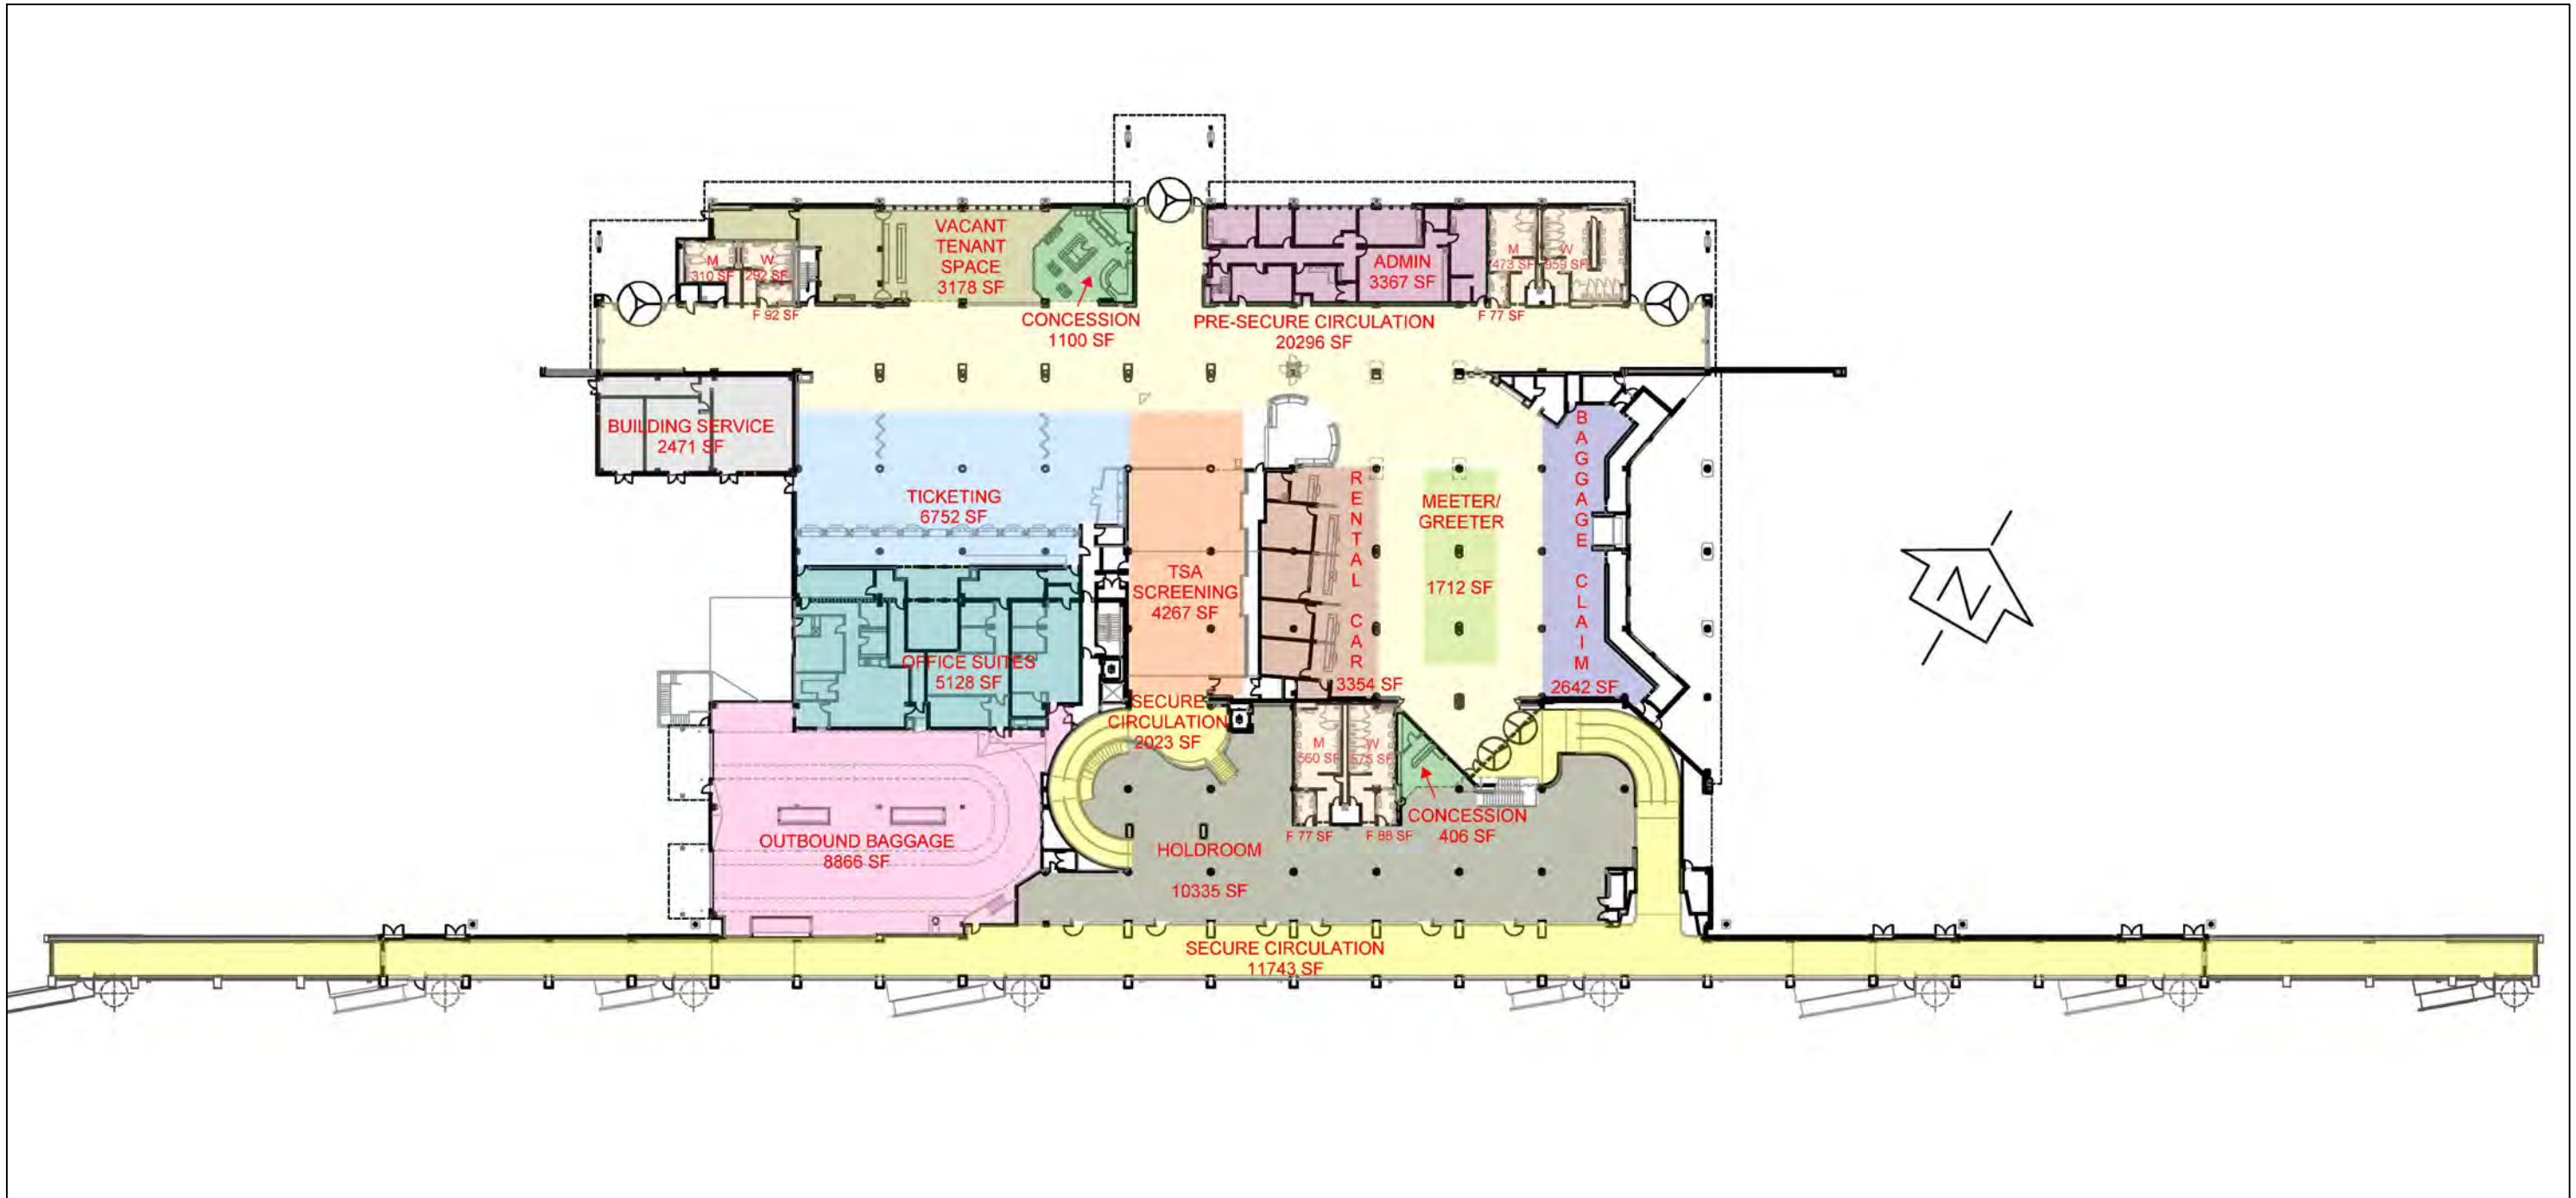 VACANT
TENANT
SPACE
3178 SF
M
310 SF
W
292 SF
F 92 SF
CONCESSION
1100 SF
ADMIN
3367 SF
M
473 SF
W
959 SF
F 77 SF
PRE-SECURE CIRCULATION
20296 SF
BUILDING SERVICE
2471 SF
TICKETING
6752 SF
TSA
SCREENING
4267 SF
RENTAL CAR
3354 SF
MEETER/
GREETER
1712 SF
BAGGAGE CLAIM
2642 SF
N
OFFICE SUITES
5128 SF
SECURE
CIRCULATION
2023 SF
M
560 SF
W
575 SF
F 77 SF
F 88 SF
CONCESSION
406 SF
OUTBOUND BAGGAGE
8866 SF
HOLDROOM
10335 SF
SECURE CIRCULATION
11743 SF